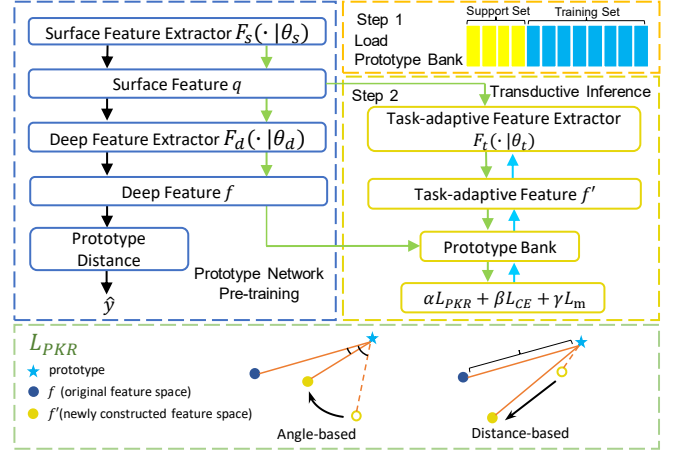 Surface Feature Extractor F_s(·|θ_s)
Surface Feature q
Deep Feature Extractor F_d(·|θ_d)
Deep Feature f
Prototype
Distance
ŷ
Prototype Network
Pre-training
Step 1
Load
Prototype Bank
Support Set
Training Set
Step 2
Transductive Inference
Task-adaptive Feature Extractor
F_t(·|θ_t)
Task-adaptive Feature f′
Prototype Bank
αL_PKR + βL_CE + γL_m
L_PKR
prototype
f (original feature space)
f′(newly constructed feature space)
Angle-based
Distance-based